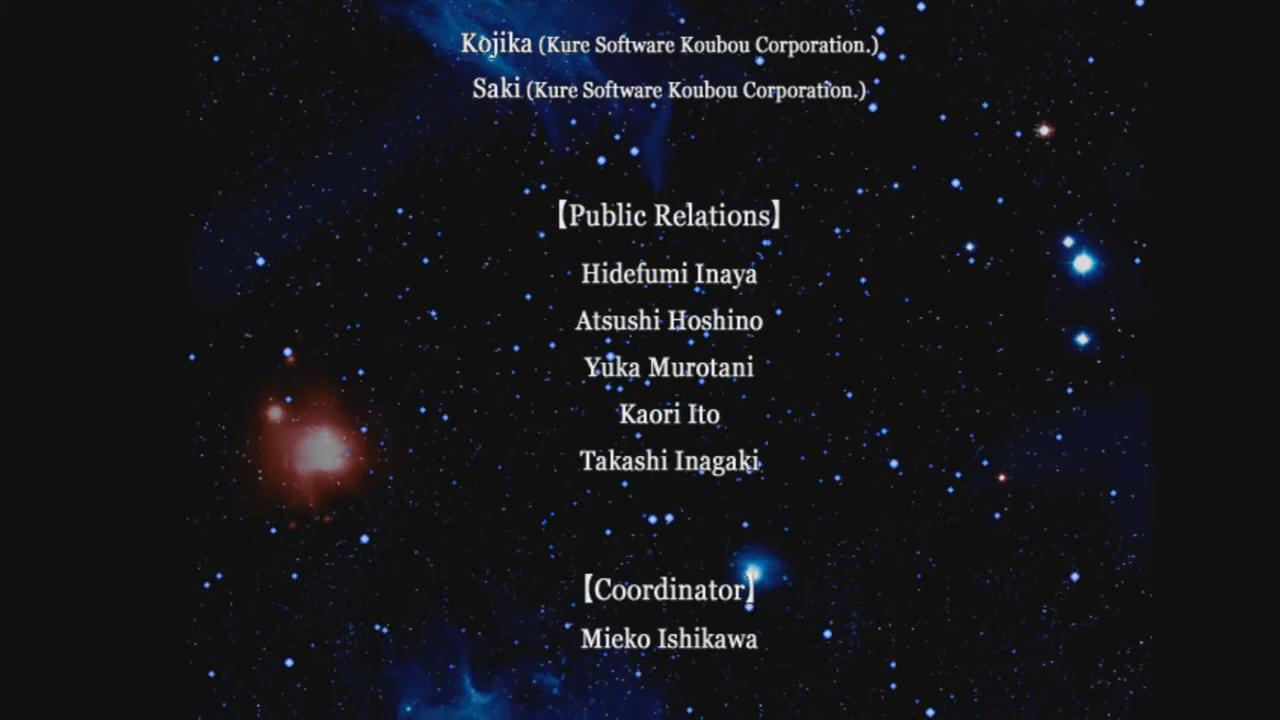 Kojika (Kure Software Koubou Corporation.)
Saki (Kure Software Koubou Corporation.)
【Public Relations】
Hidefumi Inaya
Atsushi Hoshino
Yuka Murotani
Kaori Ito
Takashi Inagaki
【Coordinator】
Mieko Ishikawa